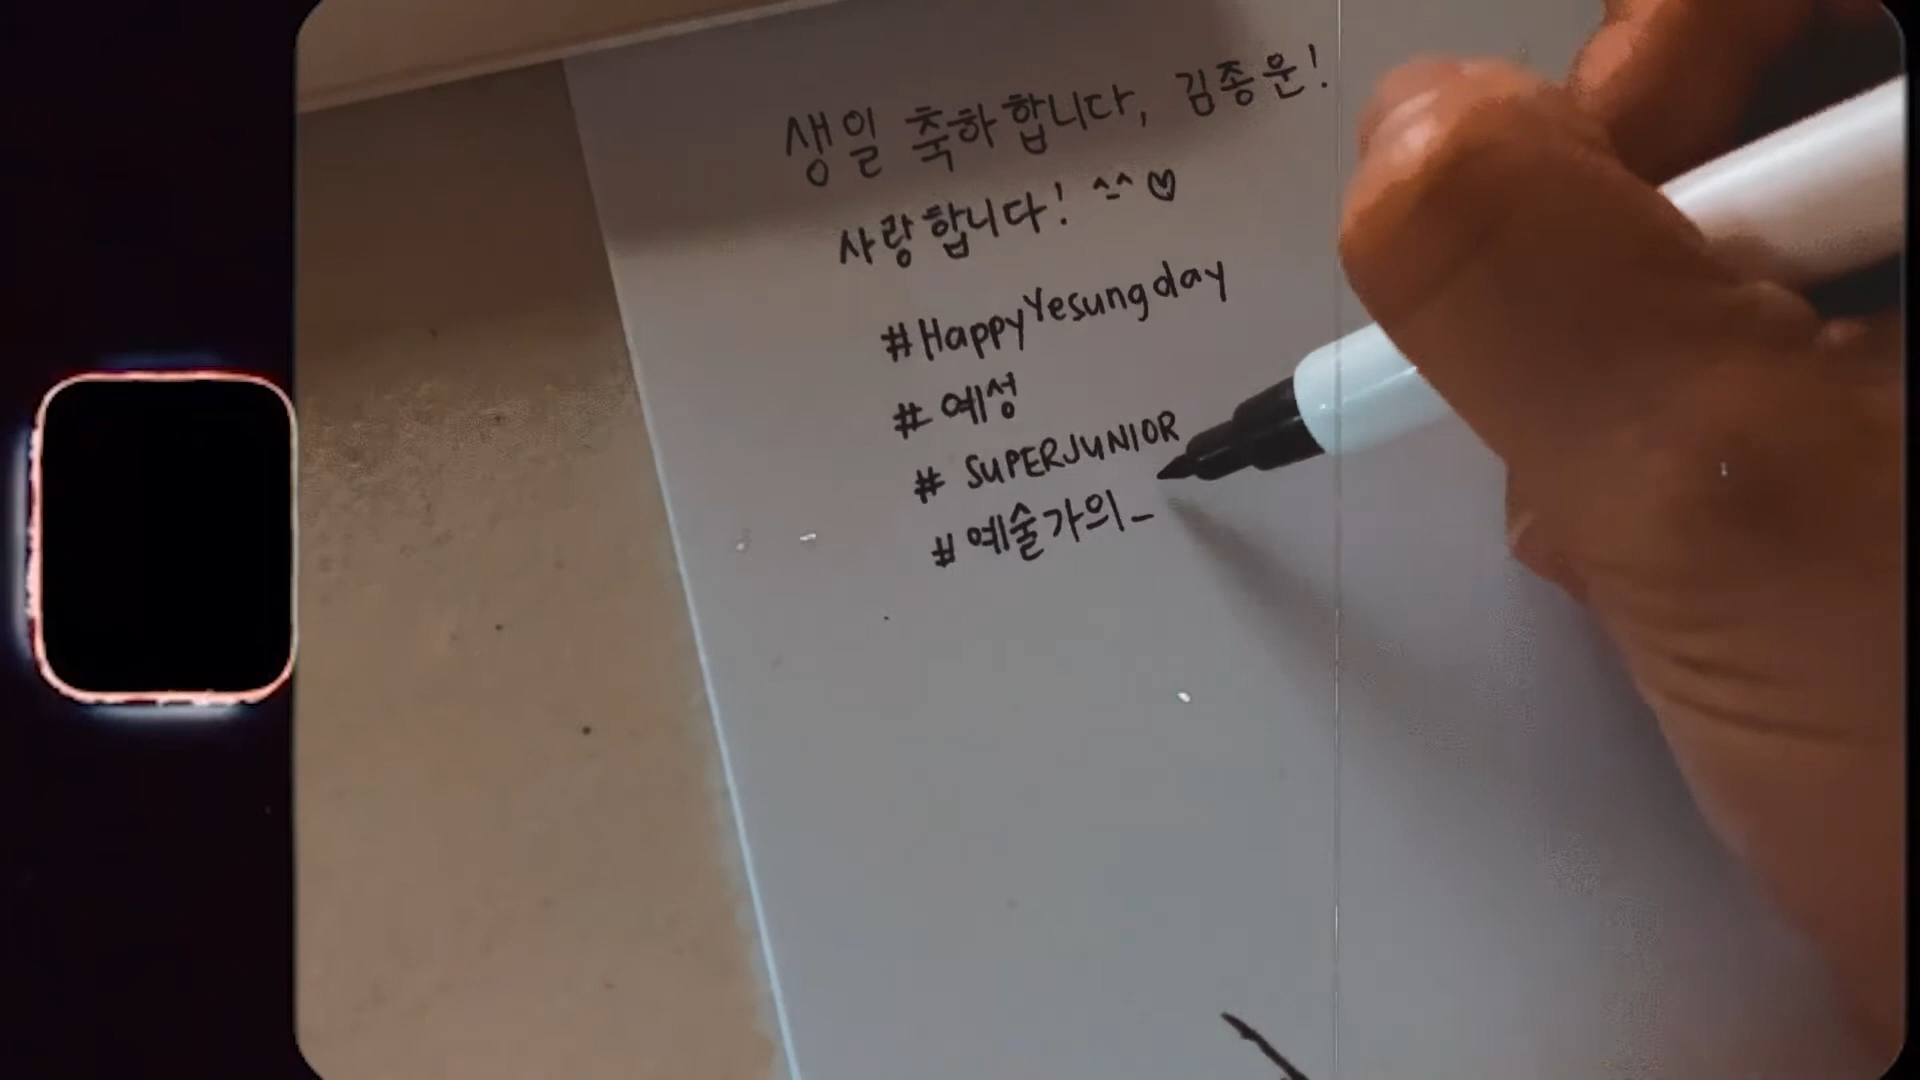 생일 축하합니다, 김종운!
사랑합니다! ^-^ ♡
#HappyYesungday
# 예성
# SUPERJUNIOR
#예술가의_